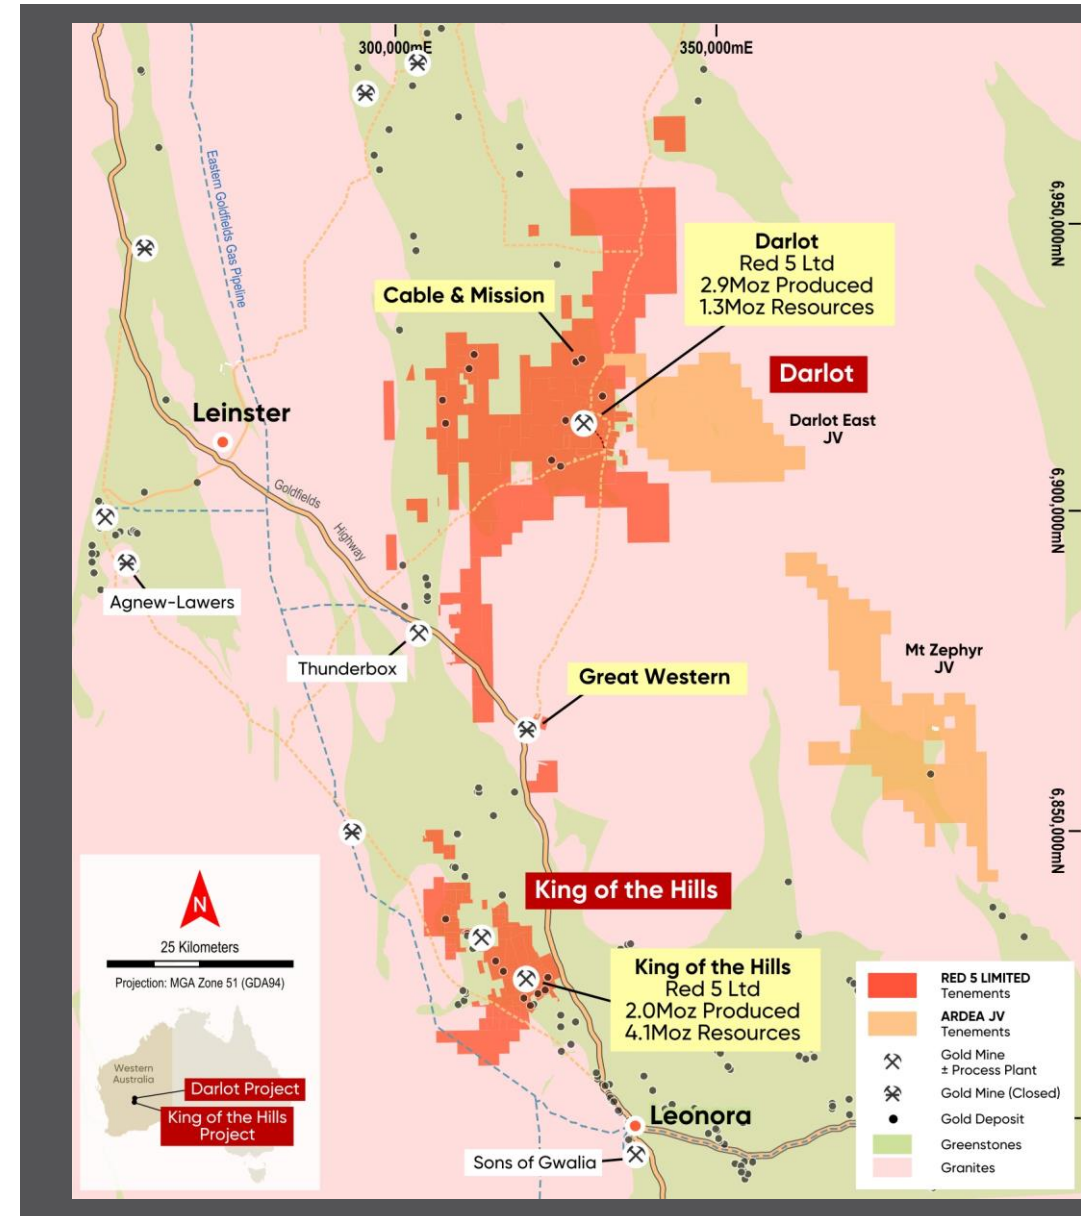 300,000mE
350,000mE
6,950,000mN
6,900,000mN
6,850,000mN
Eastern Goldfields Gas Pipeline
Darlot
Red 5 Ltd
2.9Moz Produced
1.3Moz Resources
Cable & Mission
Darlot
Darlot East
JV
Leinster
Goldfields
Highway
Agnew-Lawers
Thunderbox
Great Western
Mt Zephyr
JV
King of the Hills
King of the Hills
Red 5 Ltd
2.0Moz Produced
4.1Moz Resources
Leonora
Sons of Gwalia
N
25 Kilometers
Projection: MGA Zone 51 (GDA94)
Western
Australia
Darlot Project
King of the Hills
Project
RED 5 LIMITED
Tenements
ARDEA JV
Tenements
Gold Mine
± Process Plant
Gold Mine (Closed)
Gold Deposit
Greenstones
Granites